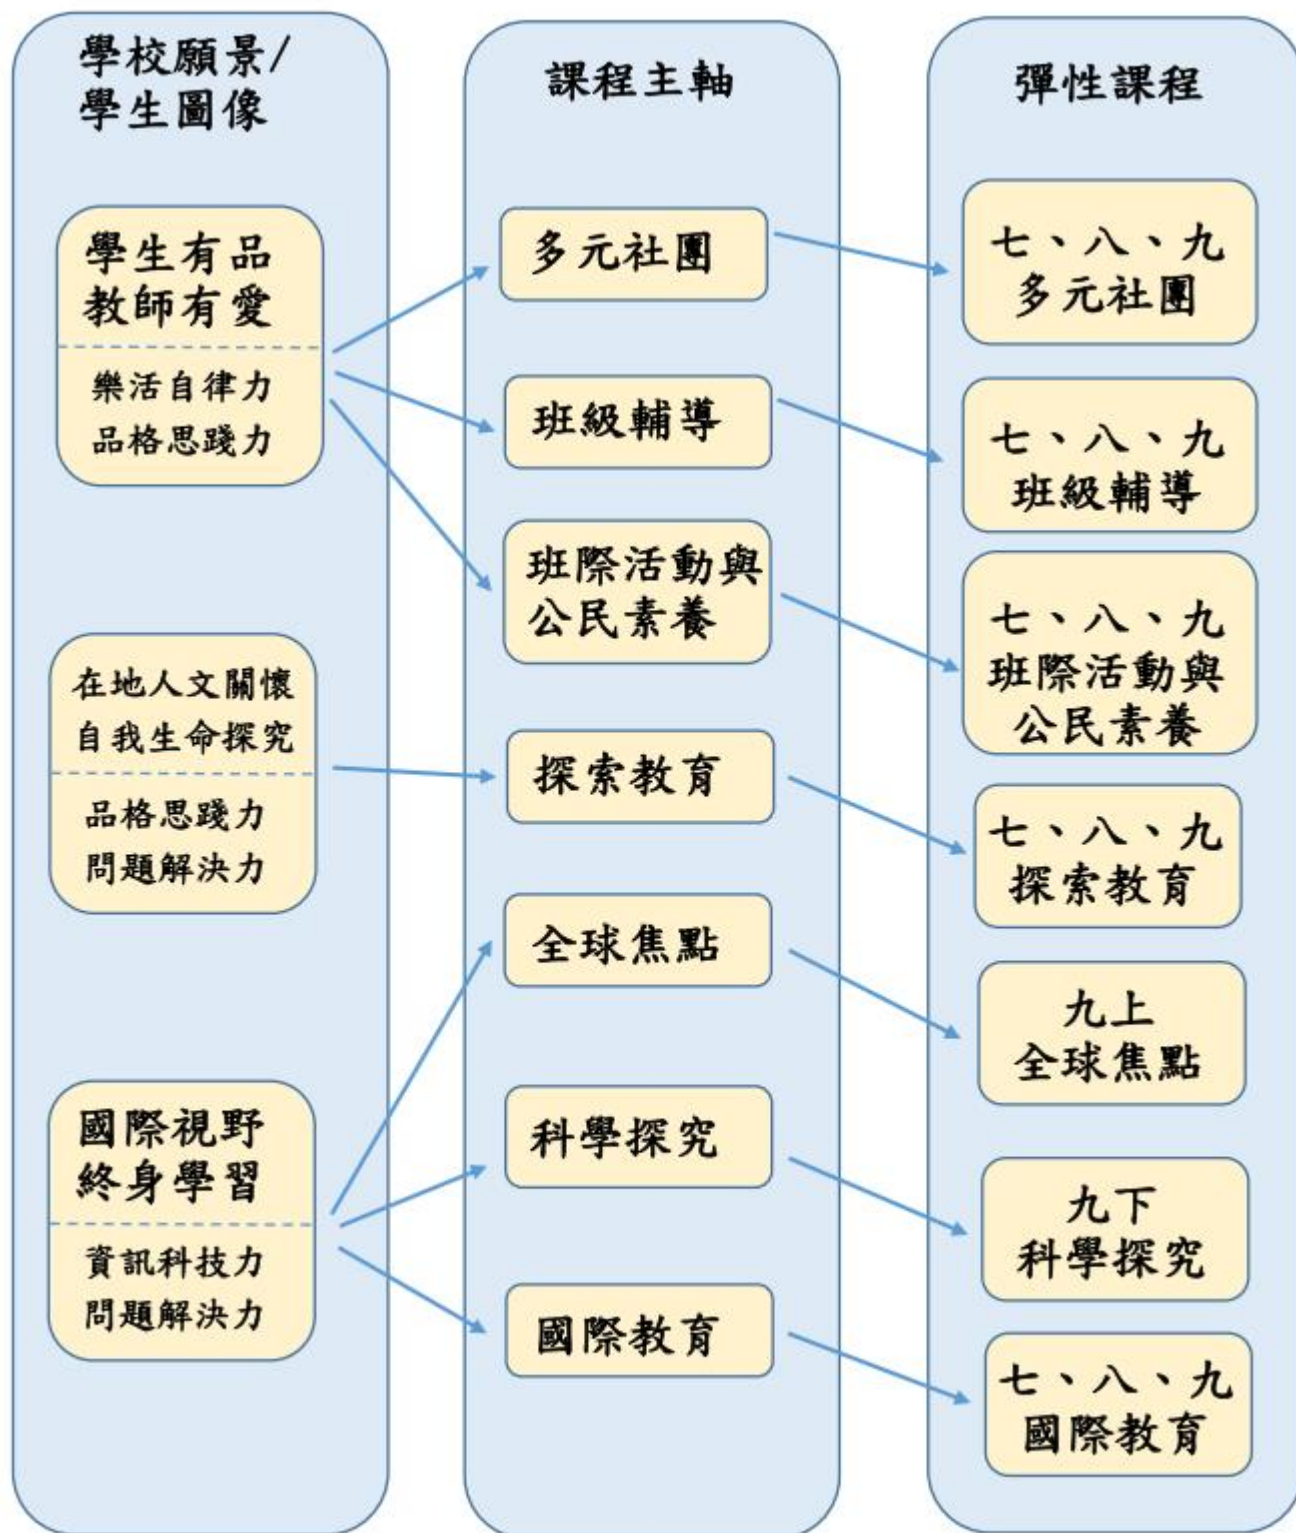 學校願景/
學生圖像
學生有品
教師有愛
樂活自律力
品格思踐力
在地人文關懷
自我生命探究
品格思踐力
問題解決力
國際視野
終身學習
資訊科技力
問題解決力
課程主軸
多元社團
班級輔導
班際活動與
公民素養
探索教育
全球焦點
科學探究
國際教育
彈性課程
七、八、九
多元社團
七、八、九
班級輔導
七、八、九
班際活動與
公民素養
七、八、九
探索教育
九上
全球焦點
九下
科學探究
七、八、九
國際教育